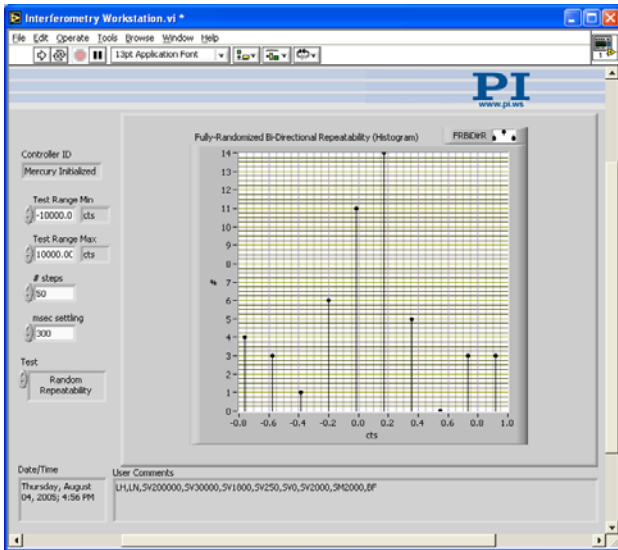 Interferometry Workstation.vi *
File Edit Operate Tools Browse Window Help
13pt Application Font
1
PI
www.pi.ws
Fully-Randomized Bi-Directional Repeatability (Histogram)
FRBiDirR
Controller ID
Mercury Initialized
Test Range Min
-10000.0 cts
Test Range Max
10000.0C cts
# steps
50
msec settling
300
Test
Random
Repeatability
%
14
13
12
11
10
9
8
7
6
5
4
3
2
1
0
-0.8 -0.6 -0.4 -0.2 0.0 0.2 0.4 0.6 0.8 1.0
cts
Date/Time
Thursday, August
04, 2005; 4:56 PM
User Comments
LH,LN,SV200000,SV30000,SV1800,SV250,SV0,SV2000,SM2000,BF